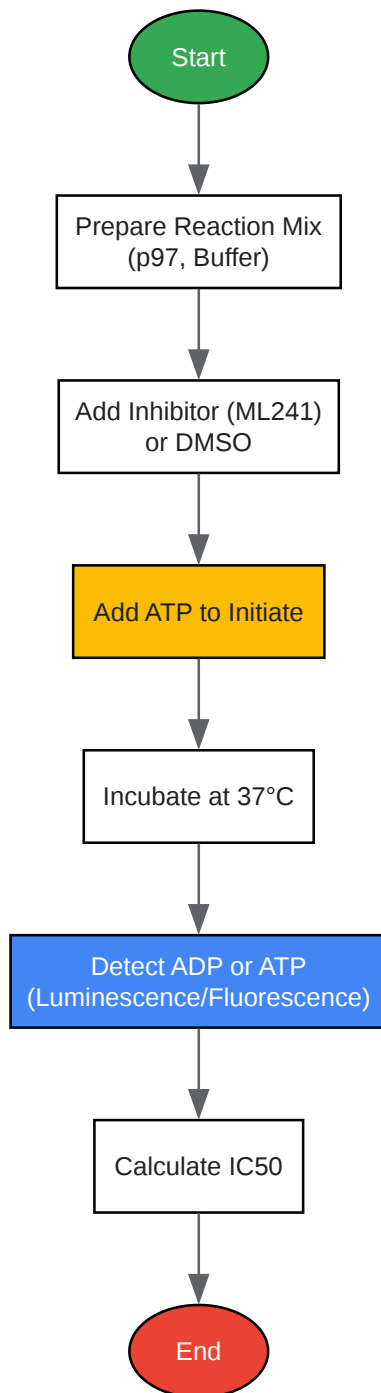 Start
Prepare Reaction Mix
(p97, Buffer)
Add Inhibitor (ML241)
or DMSO
Add ATP to Initiate
Incubate at 37°C
Detect ADP or ATP
(Luminescence/Fluorescence)
Calculate IC50
End